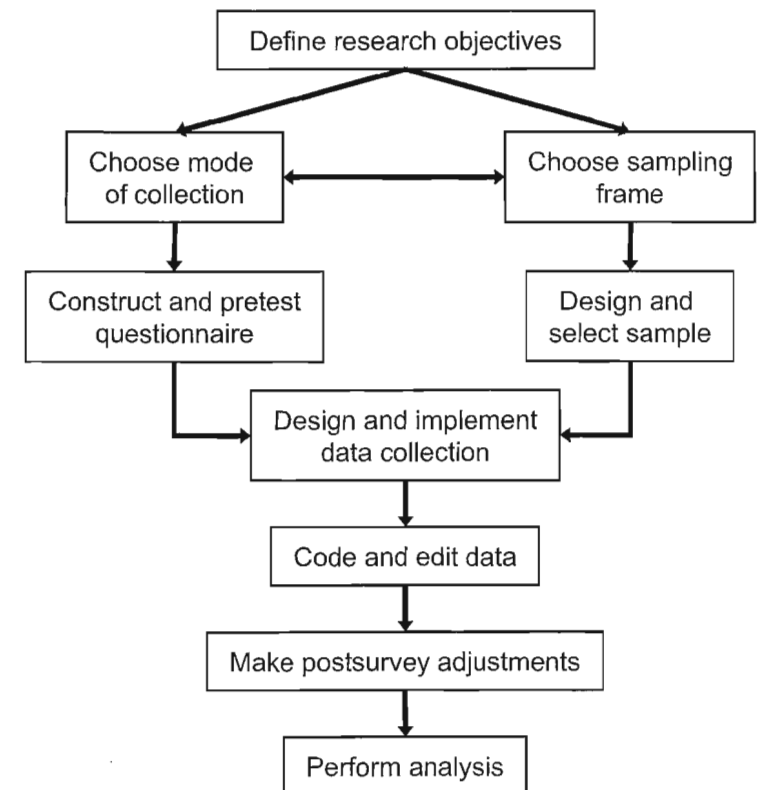 Define research objectives
Choose mode
of collection
Choose sampling
frame
Construct and pretest
questionnaire
Design and
select sample
Design and implement
data collection
Code and edit data
Make postsurvey adjustments
Perform analysis